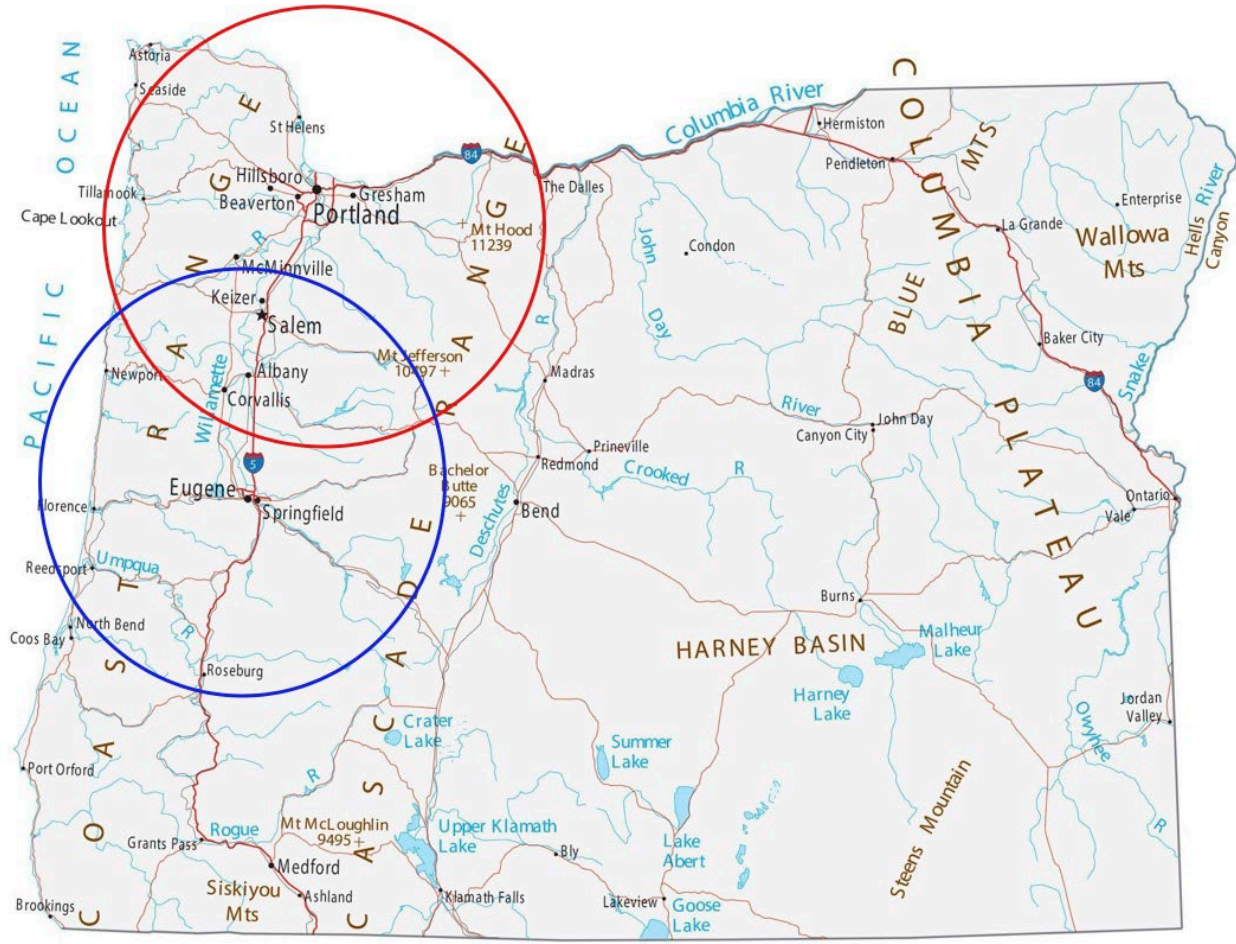 PACIFIC OCEAN
Astoria
Seaside
St Helens
Columbia River
COLUMBIA PLATEAU
Hermiston
Pendleton
MTS
84
Hillsboro
Beaverton
Portland
Gresham
The Dalles
Tillamook
Cape Lookout
Mt Hood
11239
R
McMinnville
Keizer
Salem
John
Day
Condon
La Grande
Enterprise
Wallowa
Mts
Hells
Canyon
River
BLUE
Baker City
Snake
84
Newport
Willamette
Albany
Corvallis
Mt Jefferson
10497
R
Madras
River
John Day
Canyon City
5
Eugene
Springfield
Florence
Bachelor
Butte
9065
Deschutes
Redmond
Prineville
Crooked
R
Bend
Ontario
Vale
Reedsport
Umpqua
R
North Bend
Coos Bay
Roseburg
COAST RANGE
CASCADE RANGE
Burns
HARNEY BASIN
Malheur
Lake
Harney
Lake
Jordan
Valley
Owyhee
R
Port Orford
Crater
Lake
Summer
Lake
Steens Mountain
Grants Pass
Rogue
R
Mt McLoughlin
9495
Upper Klamath
Lake
Medford
Ashland
Siskiyou
Mts
Brookings
Klamath Falls
Bly
Lake
Abert
Lakeview
Goose
Lake